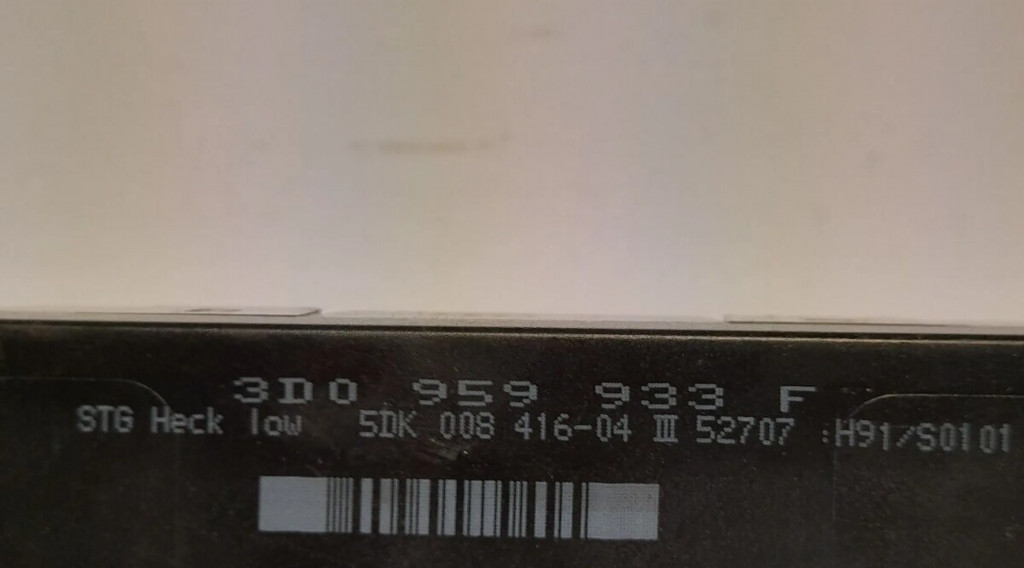 3D0 959 933 F
STG Heck low 5DK 008 416-04 III 52707 :H91/S0101